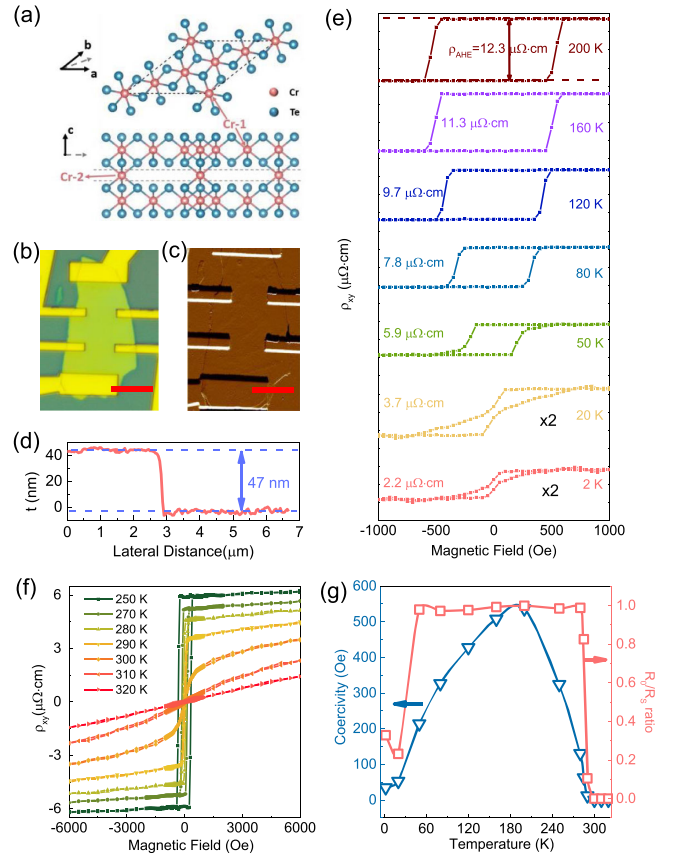 (a)
b
a
Cr
Te
Cr-1
c
Cr-2
(b)
(c)
(d)
t (nm)
40
20
0
47 nm
0 1 2 3 4 5 6 7
Lateral Distance(μm)
(e)
ρxy (μΩ·cm)
ρAHE=12.3 μΩ·cm
200 K
11.3 μΩ·cm
160 K
9.7 μΩ·cm
120 K
7.8 μΩ·cm
80 K
5.9 μΩ·cm
50 K
3.7 μΩ·cm
x2
20 K
2.2 μΩ·cm
x2
2 K
-1000 -500 0 500 1000
Magnetic Field (Oe)
(f)
ρxy(μΩ·cm)
6
3
0
-3
-6
250 K
270 K
280 K
290 K
300 K
310 K
320 K
-6000 -3000 0 3000 6000
Magnetic Field (Oe)
(g)
Coercivity (Oe)
600
500
400
300
200
100
0
0 60 120 180 240 300
Temperature (K)
1.0
0.8
0.6
0.4
0.2
0.0
Rr/Rs ratio